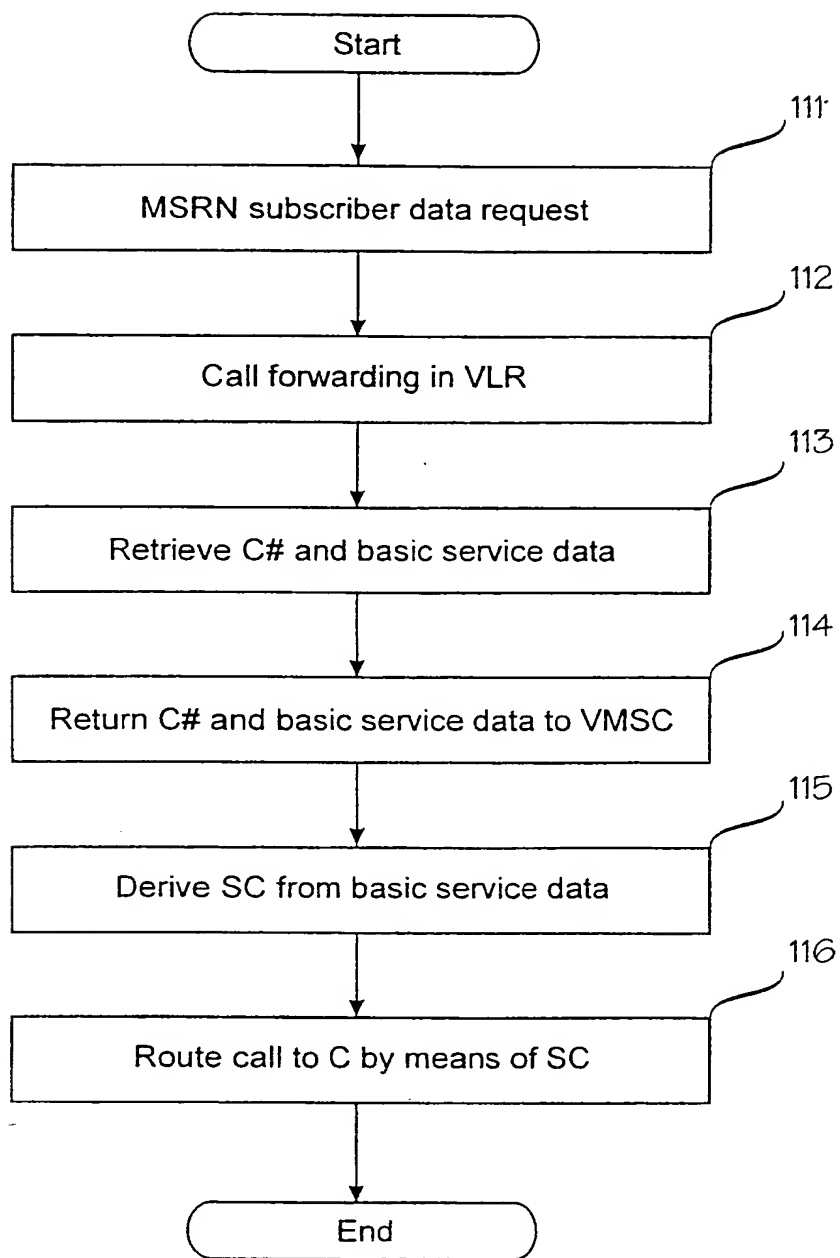 Start
111
MSRN subscriber data request
112
Call forwarding in VLR
113
Retrieve C# and basic service data
114
Return C# and basic service data to VMSC
115
Derive SC from basic service data
116
Route call to C by means of SC
End